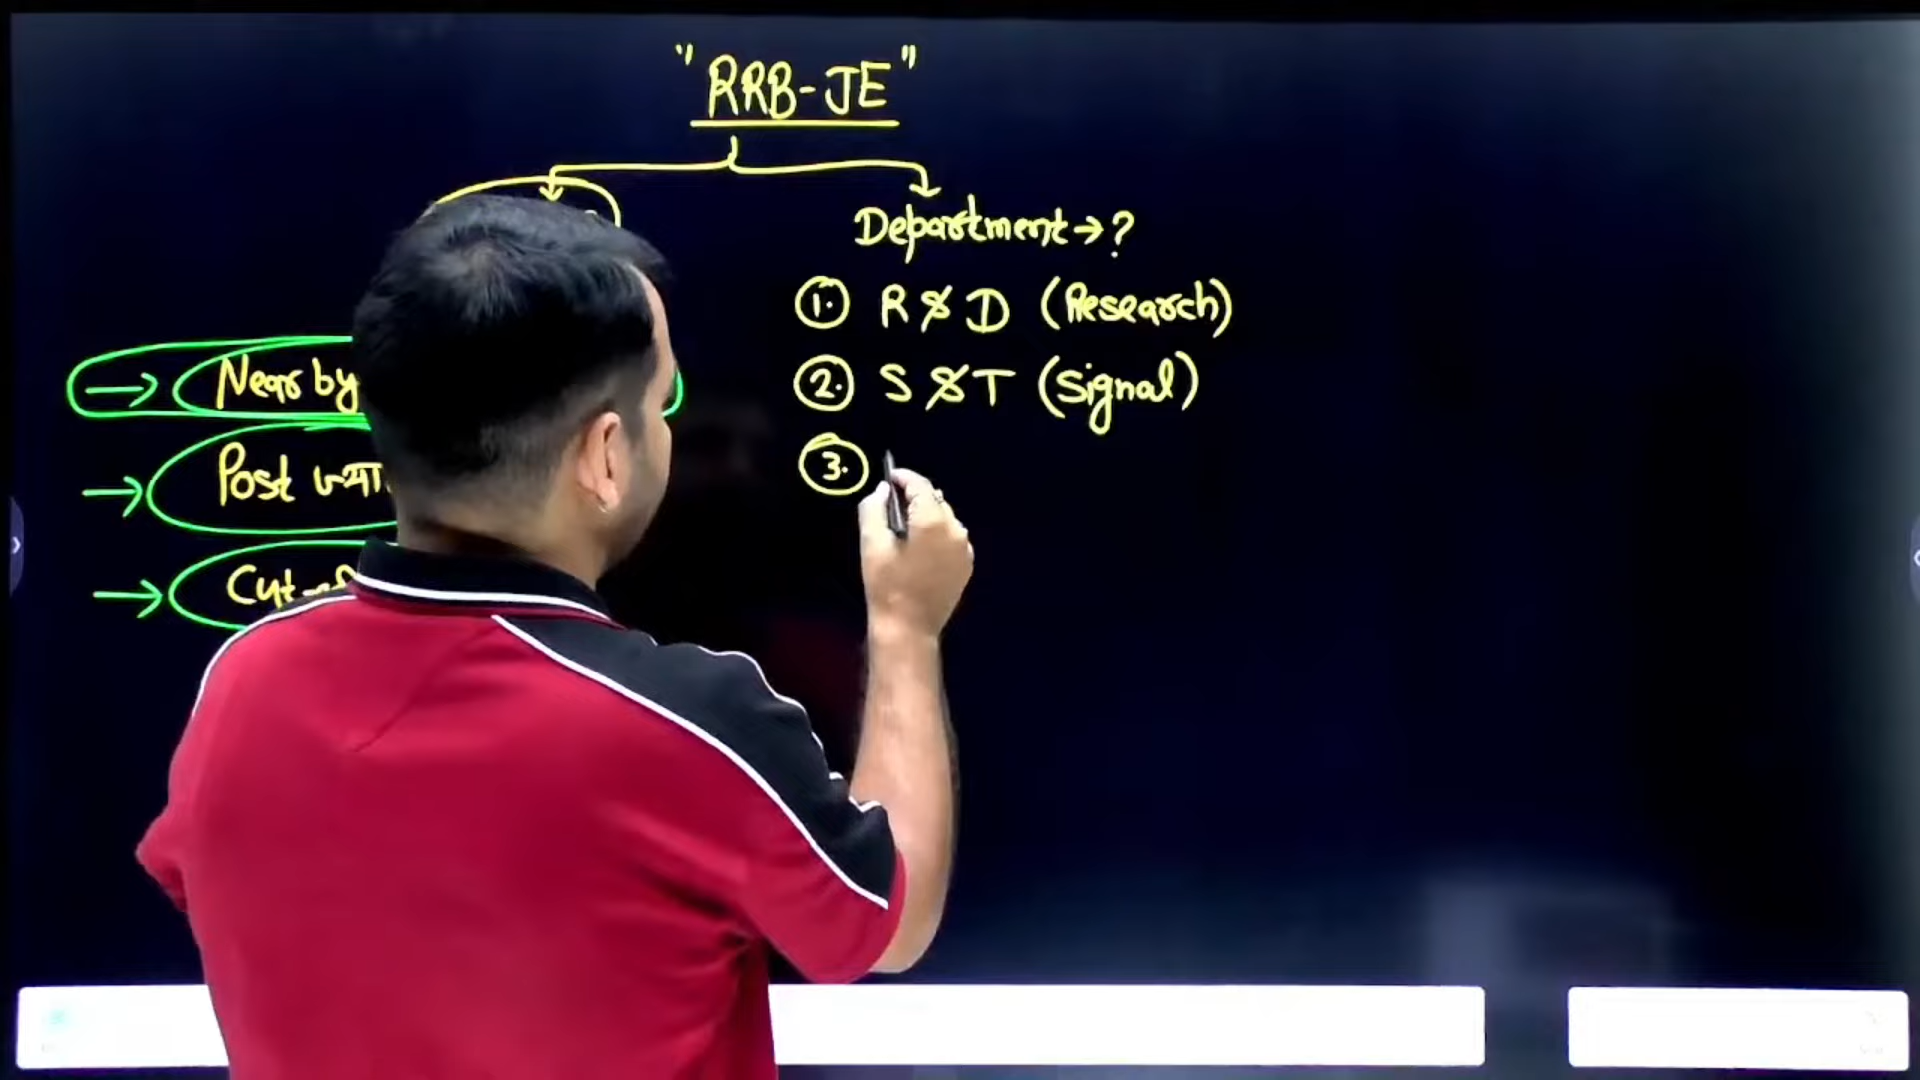 "RRB-JE"
Department → ?
1. R & D (Research)
2. S & T (Signal)
3.
→ Near by
→ Post
→